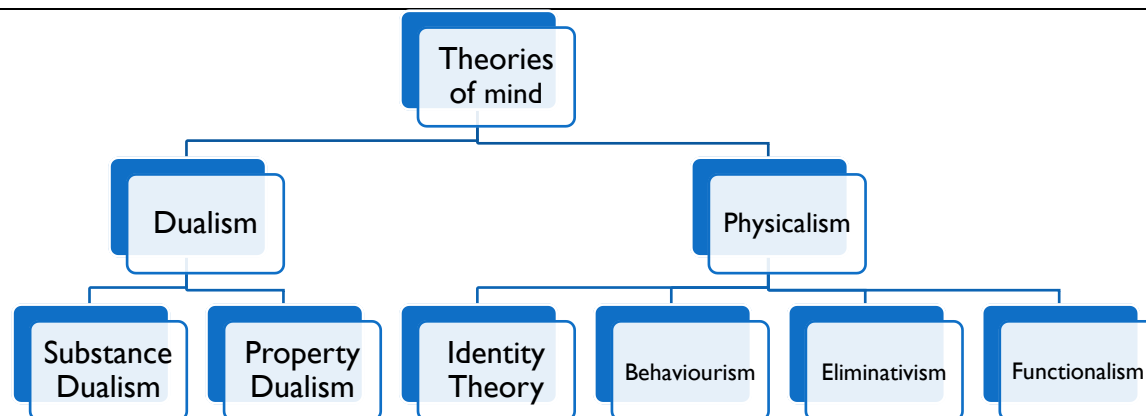 Theories
of mind
Dualism
Physicalism
Substance
Dualism
Property
Dualism
Identity
Theory
Behaviourism
Eliminativism
Functionalism